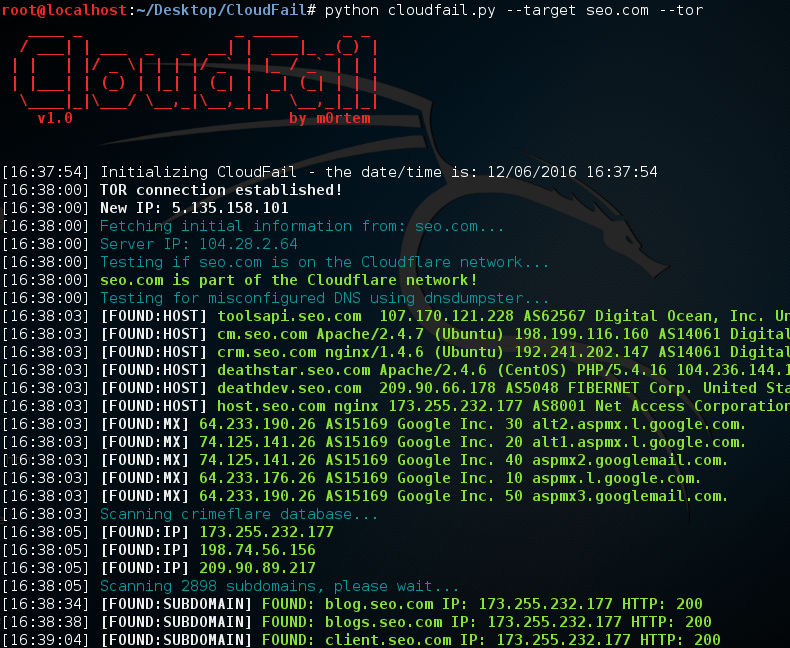 root@localhost:~/Desktop/CloudFail# python cloudfail.py --target seo.com --tor
CloudFail
v1.0 by m0rtem
[16:37:54] Initializing CloudFail - the date/time is: 12/06/2016 16:37:54
[16:38:00] TOR connection established!
[16:38:00] New IP: 5.135.158.101
[16:38:00] Fetching initial information from: seo.com...
[16:38:00] Server IP: 104.28.2.64
[16:38:00] Testing if seo.com is on the Cloudflare network...
[16:38:00] seo.com is part of the Cloudflare network!
[16:38:00] Testing for misconfigured DNS using dnsdumpster...
[16:38:03] [FOUND:HOST] toolsapi.seo.com 107.170.121.228 AS62567 Digital Ocean, Inc. Un
[16:38:03] [FOUND:HOST] cm.seo.com Apache/2.4.7 (Ubuntu) 198.199.116.160 AS14061 Digital
[16:38:03] [FOUND:HOST] crm.seo.com nginx/1.4.6 (Ubuntu) 192.241.202.147 AS14061 Digital
[16:38:03] [FOUND:HOST] deathstar.seo.com Apache/2.4.6 (CentOS) PHP/5.4.16 104.236.144.1
[16:38:03] [FOUND:HOST] deathdev.seo.com 209.90.66.178 AS5048 FIBERNET Corp. United Sta
[16:38:03] [FOUND:HOST] host.seo.com nginx 173.255.232.177 AS8001 Net Access Corporation
[16:38:03] [FOUND:MX] 64.233.190.26 AS15169 Google Inc. 30 alt2.aspmx.l.google.com.
[16:38:03] [FOUND:MX] 74.125.141.26 AS15169 Google Inc. 20 alt1.aspmx.l.google.com.
[16:38:03] [FOUND:MX] 74.125.141.26 AS15169 Google Inc. 40 aspmx2.googlemail.com.
[16:38:03] [FOUND:MX] 64.233.176.26 AS15169 Google Inc. 10 aspmx.l.google.com.
[16:38:03] [FOUND:MX] 64.233.190.26 AS15169 Google Inc. 50 aspmx3.googlemail.com.
[16:38:03] Scanning crimeflare database...
[16:38:05] [FOUND:IP] 173.255.232.177
[16:38:05] [FOUND:IP] 198.74.56.156
[16:38:05] [FOUND:IP] 209.90.89.217
[16:38:05] Scanning 2898 subdomains, please wait...
[16:38:34] [FOUND:SUBDOMAIN] FOUND: blog.seo.com IP: 173.255.232.177 HTTP: 200
[16:38:38] [FOUND:SUBDOMAIN] FOUND: blogs.seo.com IP: 173.255.232.177 HTTP: 200
[16:39:04] [FOUND:SUBDOMAIN] FOUND: client.seo.com IP: 173.255.232.177 HTTP: 200